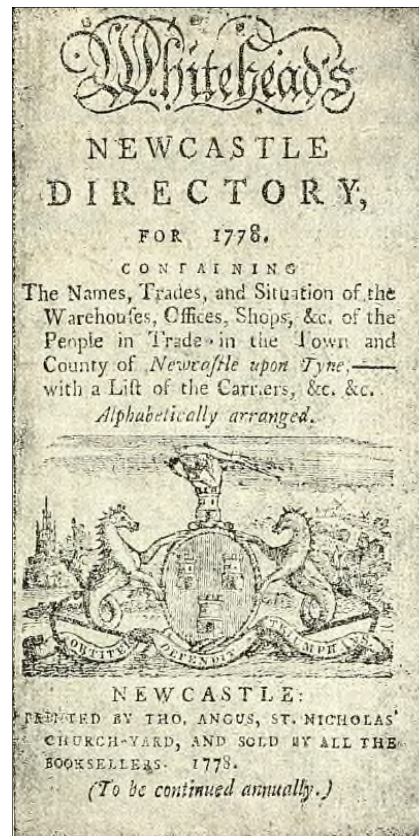 Whitehead's
NEWCASTLE
DIRECTORY,
FOR 1778.
CONTAINING
The Names, Trades, and Situation of the
Warehouſes, Offices, Shops, &c. of the
People in Trade in the Town and
County of Newcaſtle upon Tyne,——
with a Liſt of the Carriers, &c. &c.
Alphabetically arranged.
FORTITER DEFENDIT TRIUMPHANS
NEWCASTLE:
PRINTED BY THO. ANGUS, ST. NICHOLAS'
CHURCH-YARD, AND SOLD BY ALL THE
BOOKSELLERS. 1778.
(To be continued annually.)